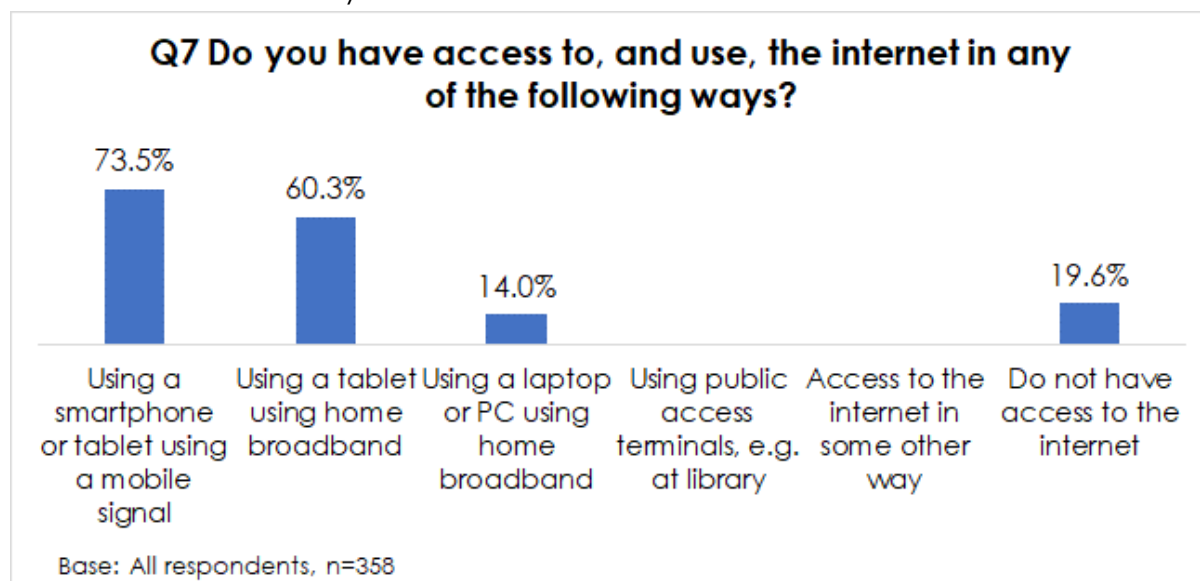 Q7 Do you have access to, and use, the internet in any
of the following ways?
73.5%
60.3%
14.0%
19.6%
Using a
smartphone
or tablet using
a mobile
signal
Using a tablet
using home
broadband
Using a laptop
or PC using
home
broadband
Using public
access
terminals, e.g.
at library
Access to the
internet in
some other
way
Do not have
access to the
internet
Base: All respondents, n=358